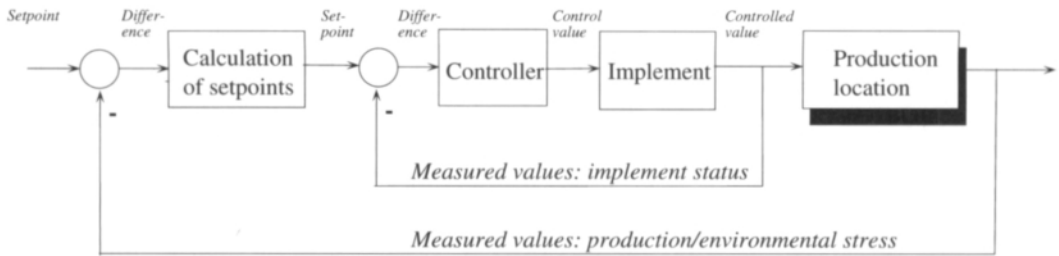 Setpoint
Differ-
ence
Calculation
of setpoints
Set-
point
Differ-
ence
Controller
Control
value
Implement
Controlled
value
Production
location
-
-
Measured values: implement status
Measured values: production/environmental stress